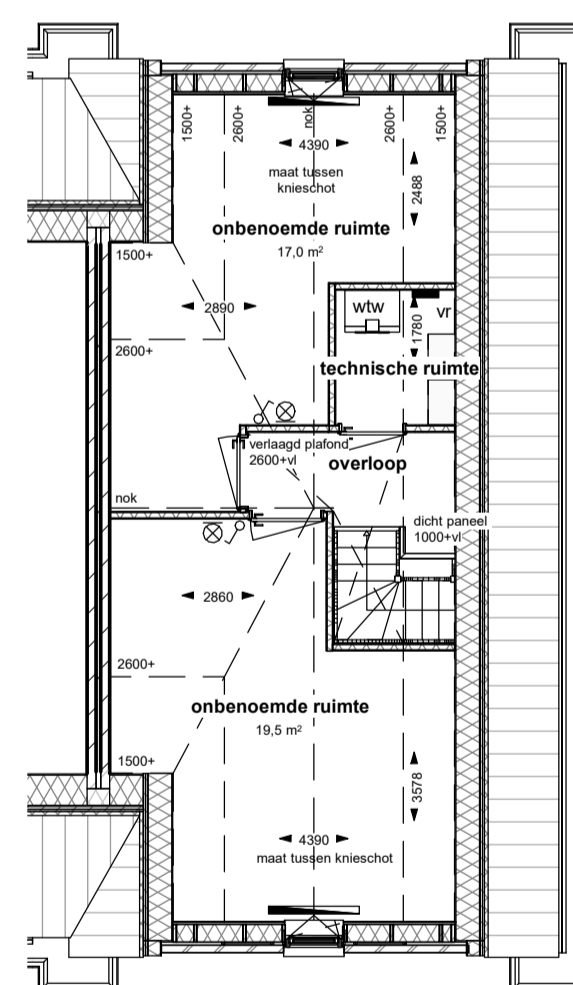 1500+
2600+
nok
2600+
1500+
4390
maat tussen
knieschot
2488
onbenoemde ruimte
17,0 m²
1500+
2890
wtw
vr
1780
2600+
technische ruimte
verlaagd plafond
2600+vl
overloop
nok
dicht paneel
1000+vl
2860
2600+
onbenoemde ruimte
19,5 m²
1500+
3578
4390
maat tussen knieschot